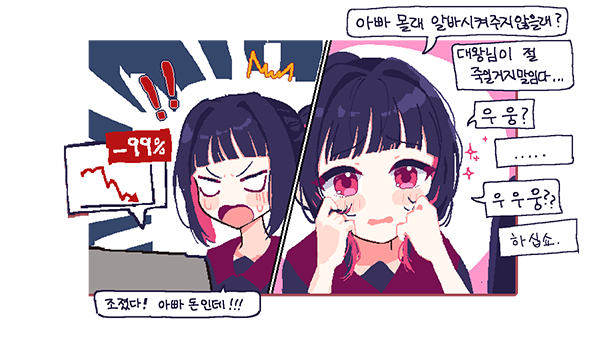 !!
-99%
조졌다! 아빠 돈인데!!!
아빠 몰래 알바시켜주지않을래?
대왕님이 절
죽일거지말임다...
우웅?
.....
우우웅??
하십쇼.